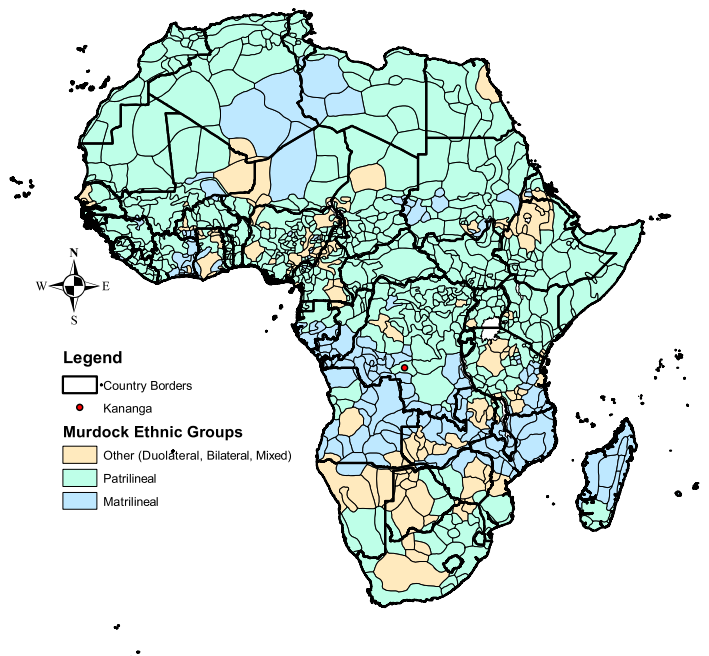 N
W E
S
Legend
Country Borders
Kananga
Murdock Ethnic Groups
Other (Duolateral, Bilateral, Mixed)
Patrilineal
Matrilineal